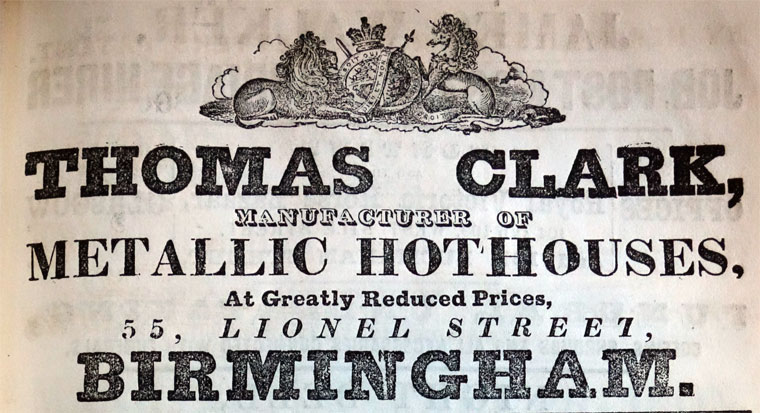 THOMAS CLARK,
MANUFACTURER OF
METALLIC HOTHOUSES,
At Greatly Reduced Prices,
55, LIONEL STREET,
BIRMINGHAM.